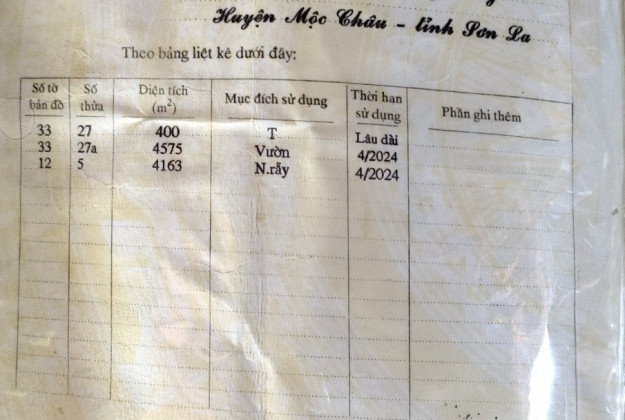 Huyện Mộc Châu – tỉnh Sơn La
Theo bảng liệt kê dưới đây:
Số tờ bản đồ | Số thửa | Diện tích (m²) | Mục đích sử dụng | Thời hạn sử dụng | Phần ghi thêm
33 | 27 | 400 | T | Lâu dài
33 | 27a | 4575 | Vườn | 4/2024
12 | 5 | 4163 | N.rẫy | 4/2024